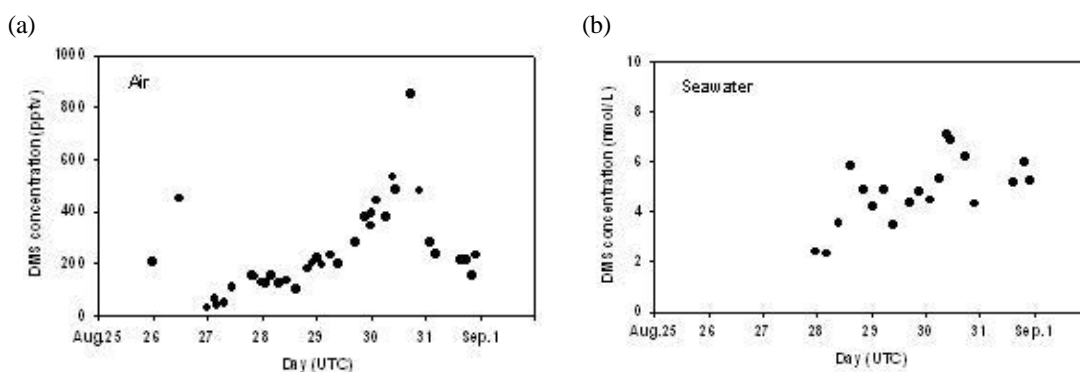 (a)
Air
DMS concentration (pptv)
1000
800
600
400
200
0
Aug.25 26 27 28 29 30 31 Sep.1
Day (UTC)
(b)
Seawater
DMS concentration (nmol/L)
10
8
6
4
2
0
Aug.25 26 27 28 29 30 31 Sep.1
Day (UTC)